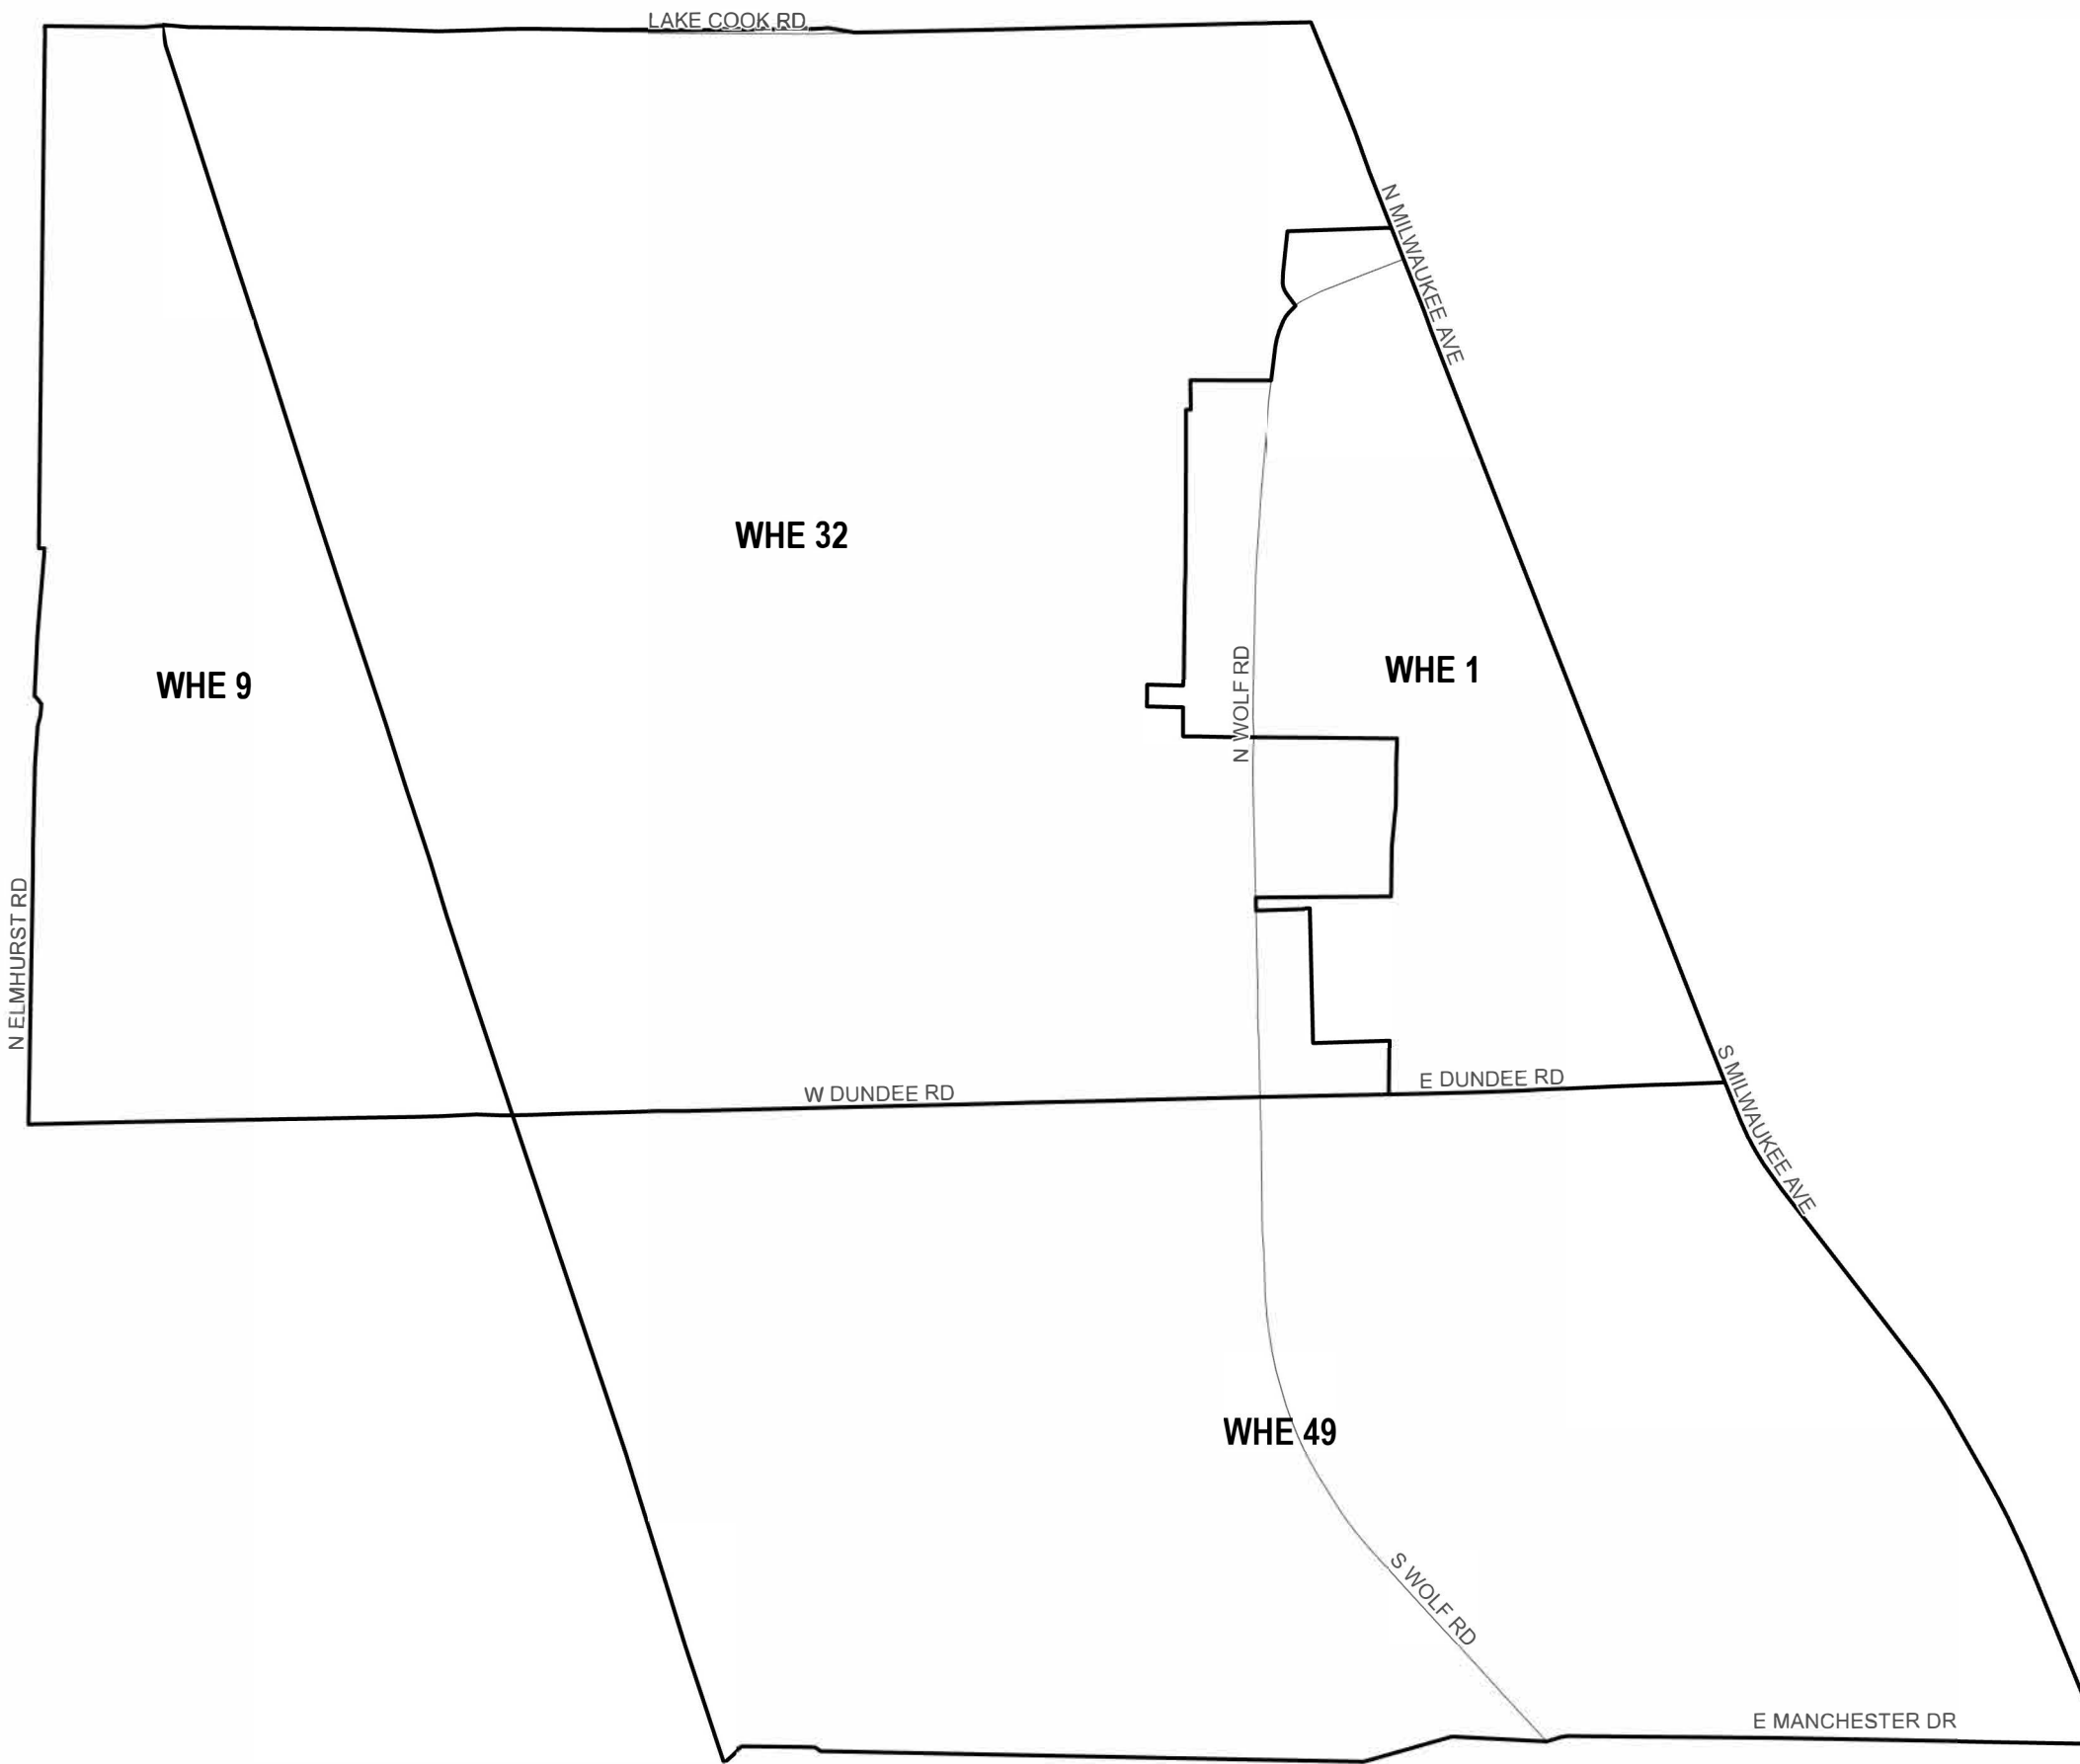 LAKE COOK RD
N MILWAUKEE AVE
WHE 32
WHE 9
WHE 1
N WOLF RD
N ELMHURST RD
W DUNDEE RD
E DUNDEE RD
S MILWAUKEE AVE
WHE 49
S WOLF RD
E MANCHESTER DR